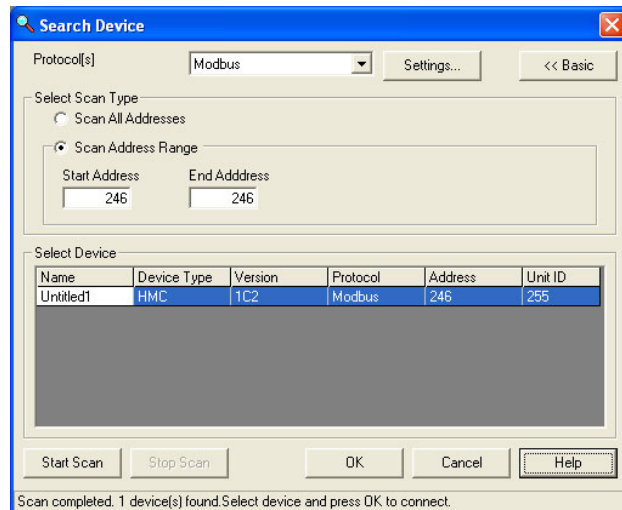 Search Device
Protocol[s] Modbus Settings... << Basic
Select Scan Type
Scan All Addresses
Scan Address Range
Start Address End Adddress
246 246
Select Device
Name Device Type Version Protocol Address Unit ID
Untitled1 HMC 1C2 Modbus 246 255
Start Scan Stop Scan OK Cancel Help
Scan completed. 1 device(s) found.Select device and press OK to connect.